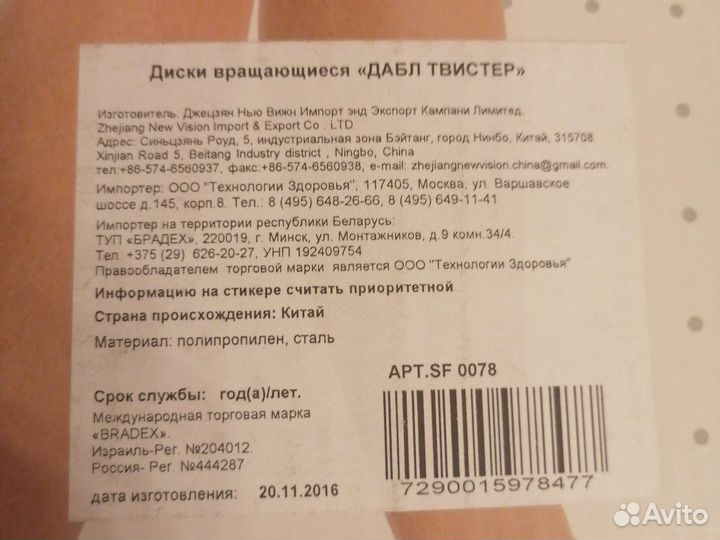 Диски вращающиеся «ДАБЛ ТВИСТЕР»
Изготовитель: Джецзян Нью Вижн Импорт энд Экспорт Кампани Лимитед.
Zhejiang New Vision Import & Export Co . LTD
Адрес: Синьцзянь Роуд, 5, индустриальная зона Бэйтанг, город Нинбо, Китай, 315708.
Xinjian Road 5, Beitang Industry district , Ningbo, China
тел:+86-574-6560937, факс:+86-574-6560938, e-mail: zhejiangnewvision.china@gmail.com.
Импортер: ООО "Технологии Здоровья", 117405, Москва, ул. Варшавское
шоссе д.145, корп.8. Тел.: 8 (495) 648-26-66, 8 (495) 649-11-41
Импортер на территории республики Беларусь:
ТУП «БРАДЕХ», 220019, г. Минск, ул. Монтажников, д.9 комн.34/4.
Тел. +375 (29) 626-20-27, УНП 192409754
Правообладателем торговой марки является ООО "Технологии Здоровья"
Информацию на стикере считать приоритетной
Страна происхождения: Китай
Материал: полипропилен, сталь
АРТ.SF 0078
Срок службы: год(а)/лет.
Международная торговая марка
«BRADEX».
Израиль-Рег. №204012.
Россия- Рег. №444287
дата изготовления: 20.11.2016
7290015978477
Avito